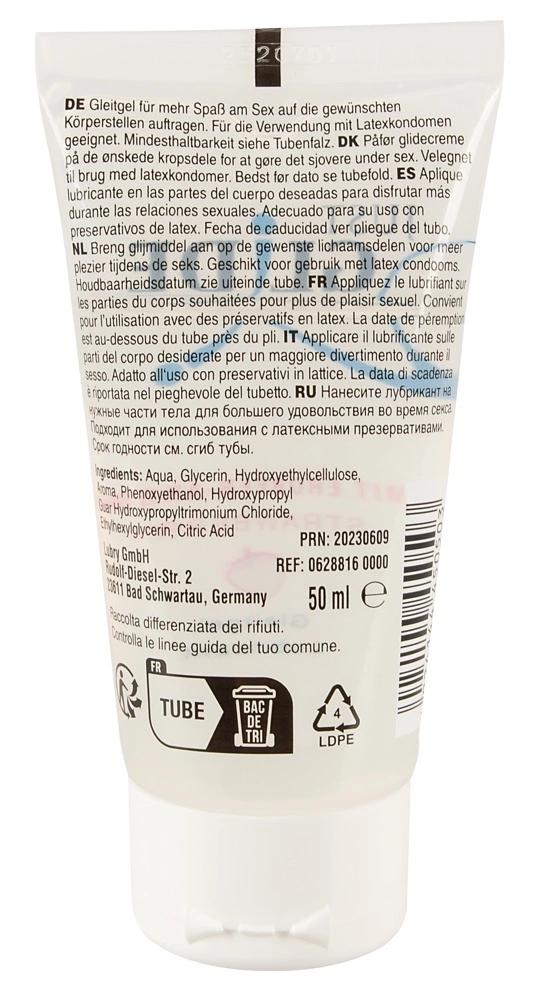 DE Gleitgel für mehr Spaß am Sex auf die gewünschten
Körperstellen auftragen. Für die Verwendung mit Latexkondomen
geeignet. Mindesthaltbarkeit siehe Tubenfalz. DK Påfør glidecreme
på de ønskede kropsdele for at gøre det sjovere under sex. Velegnet
til brug med latexkondomer. Bedst før dato se tubefold. ES Aplique
lubricante en las partes del cuerpo deseadas para disfrutar más
durante las relaciones sexuales. Adecuado para su uso con
preservativos de latex. Fecha de caducidad ver pliegue del tubo.
NL Breng glijmiddel aan op de gewenste lichaamsdelen voor meer
plezier tijdens de seks. Geschikt voor gebruik met latex condooms.
Houdbaarheidsdatum zie uiteinde tube. FR Appliquez le lubrifiant sur
les parties du corps souhaitées pour plus de plaisir sexuel. Convient
pour l'utilisation avec des préservatifs en latex. La date de péremption
est au-dessous du tube près du pli. IT Applicare il lubrificante sulle
parti del corpo desiderate per un maggiore divertimento durante il
sesso. Adatto all'uso con preservativi in lattice. La data di scadenza
è riportata nel pieghevole del tubetto. RU Нанесите лубрикант на
нужные части тела для большего удовольствия во время секса.
Подходит для использования с латексными презервативами.
Срок годности см. сгиб тубы.
Ingredients: Aqua, Glycerin, Hydroxyethylcellulose,
Aroma, Phenoxyethanol, Hydroxypropyl
Guar Hydroxypropyltrimonium Chloride,
Ethylhexylglycerin, Citric Acid
PRN: 20230609
Lubry GmbH
REF: 0628816 0000
Rudolf-Diesel-Str. 2
23611 Bad Schwartau, Germany
50 ml e
Raccolta differenziata dei rifiuti.
Controlla le linee guida del tuo comune.
FR
TUBE
BAC
DE
TRI
4
LDPE